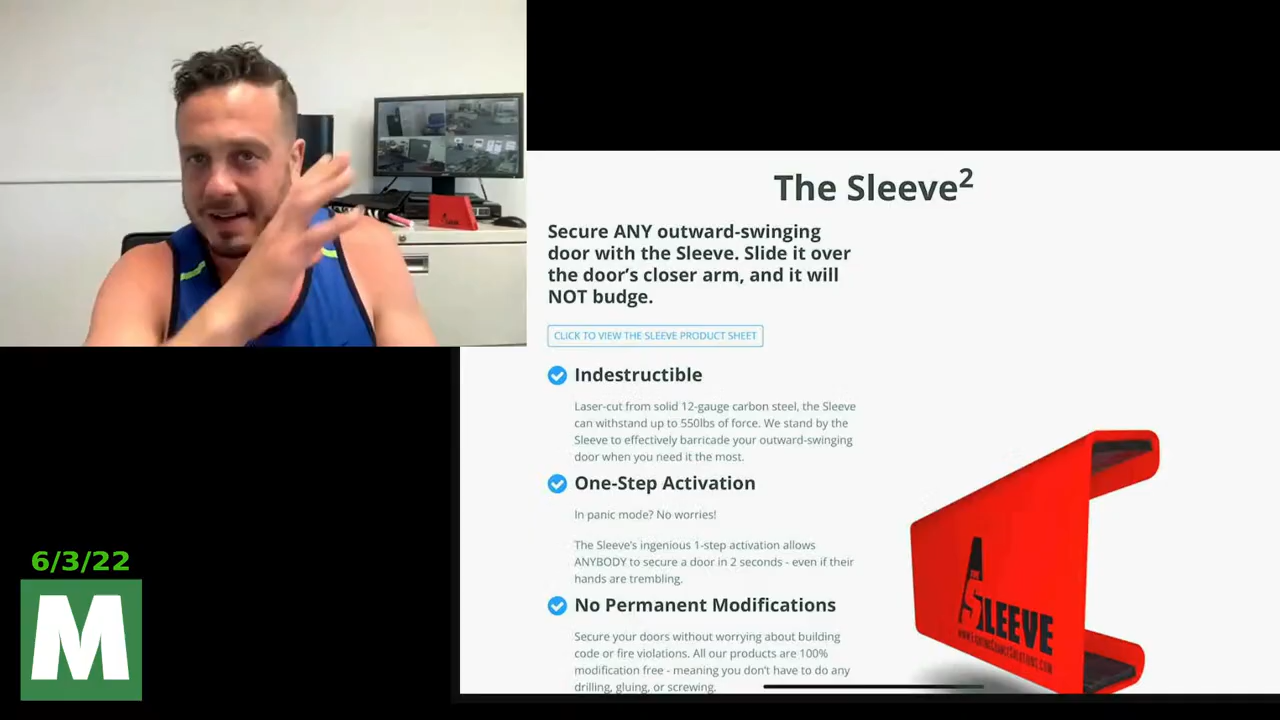 The Sleeve²
Secure ANY outward-swinging
door with the Sleeve. Slide it over
the door's closer arm, and it will
NOT budge.
CLICK TO VIEW THE SLEEVE PRODUCT SHEET
Indestructible
Laser-cut from solid 12-gauge carbon steel, the Sleeve
can withstand up to 550lbs of force. We stand by the
Sleeve to effectively barricade your outward-swinging
door when you need it the most.
One-Step Activation
In panic mode? No worries!
The Sleeve's ingenious 1-step activation allows
ANYBODY to secure a door in 2 seconds - even if their
hands are trembling.
No Permanent Modifications
Secure your doors without worrying about building
code or fire violations. All our products are 100%
modification free - meaning you don't have to do any
drilling, gluing, or screwing.
SLEEVE
WWW.FIGHTINGCHANCESOLUTIONS.COM
6/3/22
M